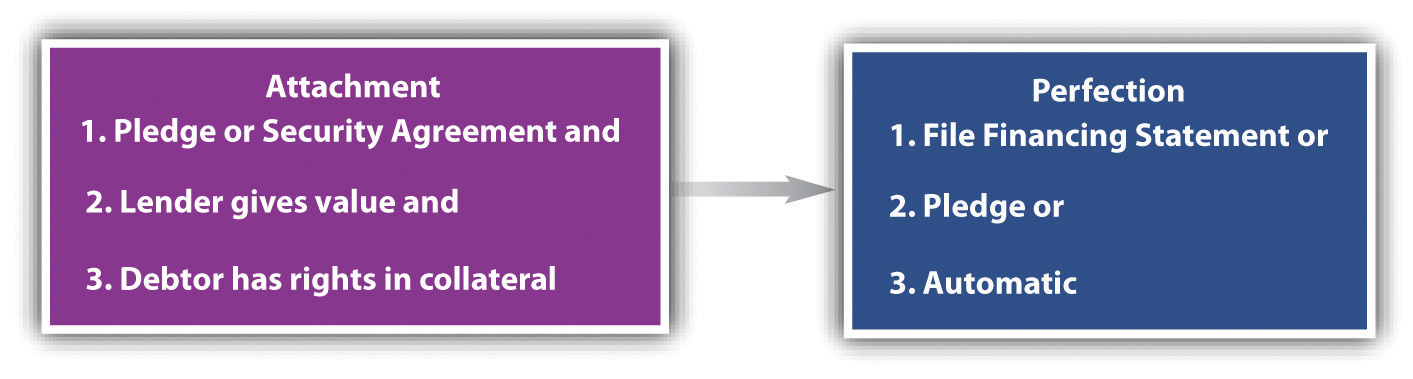 Attachment
1. Pledge or Security Agreement and
2. Lender gives value and
3. Debtor has rights in collateral
Perfection
1. File Financing Statement or
2. Pledge or
3. Automatic